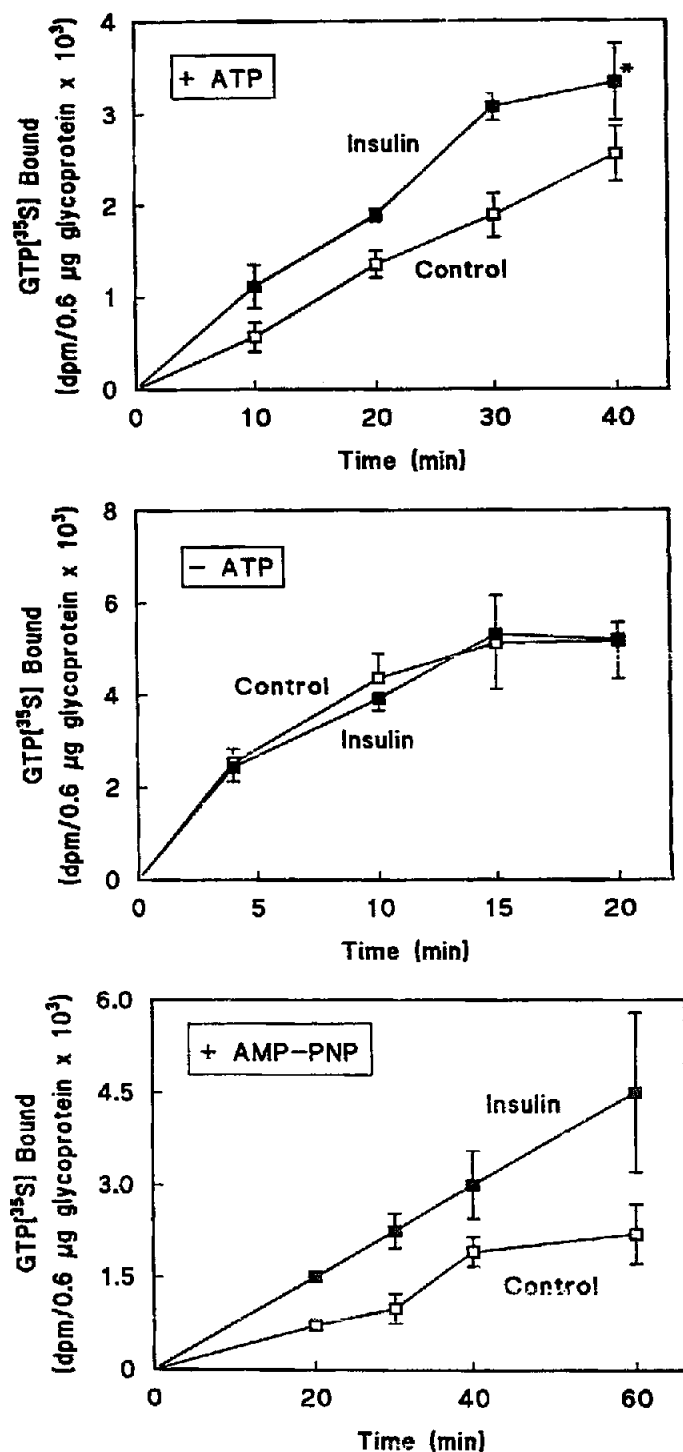 4
3
2
1
0
+ ATP
Insulin
*
Control
GTP[³⁵S] Bound
(dpm/0.6 µg glycoprotein x 10³)
0 10 20 30 40
Time (min)
8
6
4
2
0
– ATP
Control
Insulin
GTP[³⁵S] Bound
(dpm/0.6 µg glycoprotein x 10³)
0 5 10 15 20
Time (min)
6.0
4.5
3.0
1.5
0
+ AMP–PNP
Insulin
Control
GTP[³⁵S] Bound
(dpm/0.6 µg glycoprotein x 10³)
0 20 30 40 60
Time (min)